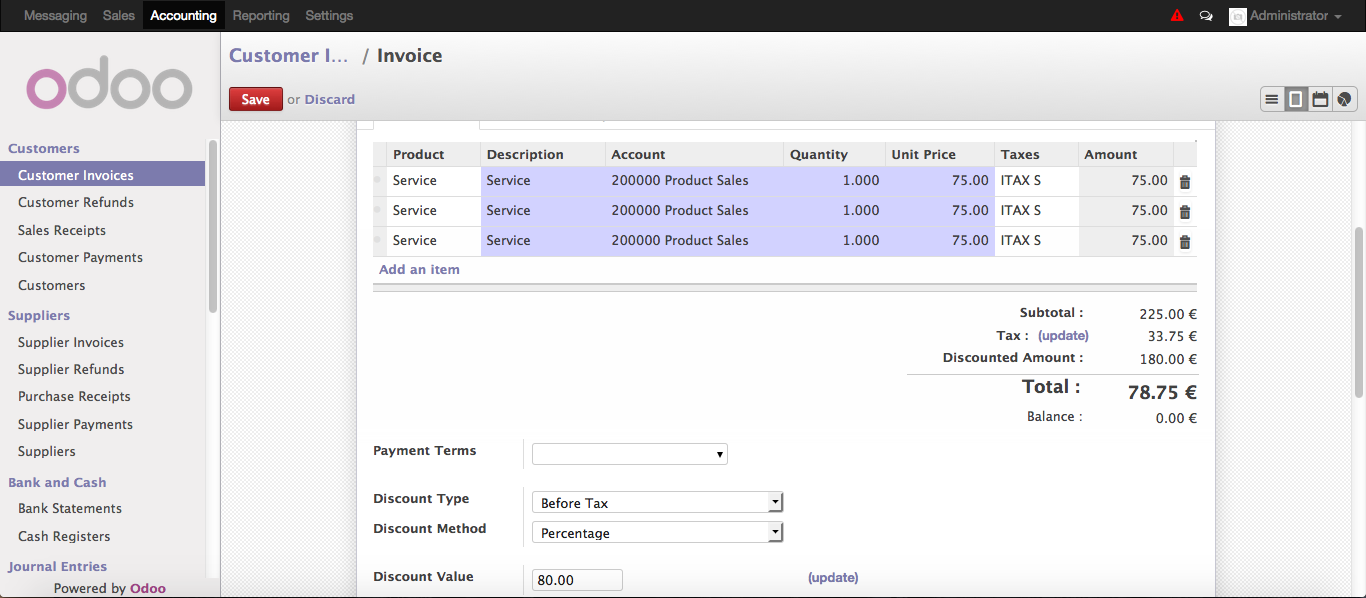 Messaging Sales Accounting Reporting Settings Administrator
odoo
Customer I... / Invoice
Save or Discard
Customers
Customer Invoices
Customer Refunds
Sales Receipts
Customer Payments
Customers
Suppliers
Supplier Invoices
Supplier Refunds
Purchase Receipts
Supplier Payments
Suppliers
Bank and Cash
Bank Statements
Cash Registers
Journal Entries
Powered by Odoo
Product Description Account Quantity Unit Price Taxes Amount
Service Service 200000 Product Sales 1.000 75.00 ITAX S 75.00
Service Service 200000 Product Sales 1.000 75.00 ITAX S 75.00
Service Service 200000 Product Sales 1.000 75.00 ITAX S 75.00
Add an item
Subtotal : 225.00 €
Tax : (update) 33.75 €
Discounted Amount : 180.00 €
Total : 78.75 €
Balance : 0.00 €
Payment Terms
Discount Type Before Tax
Discount Method Percentage
Discount Value 80.00 (update)